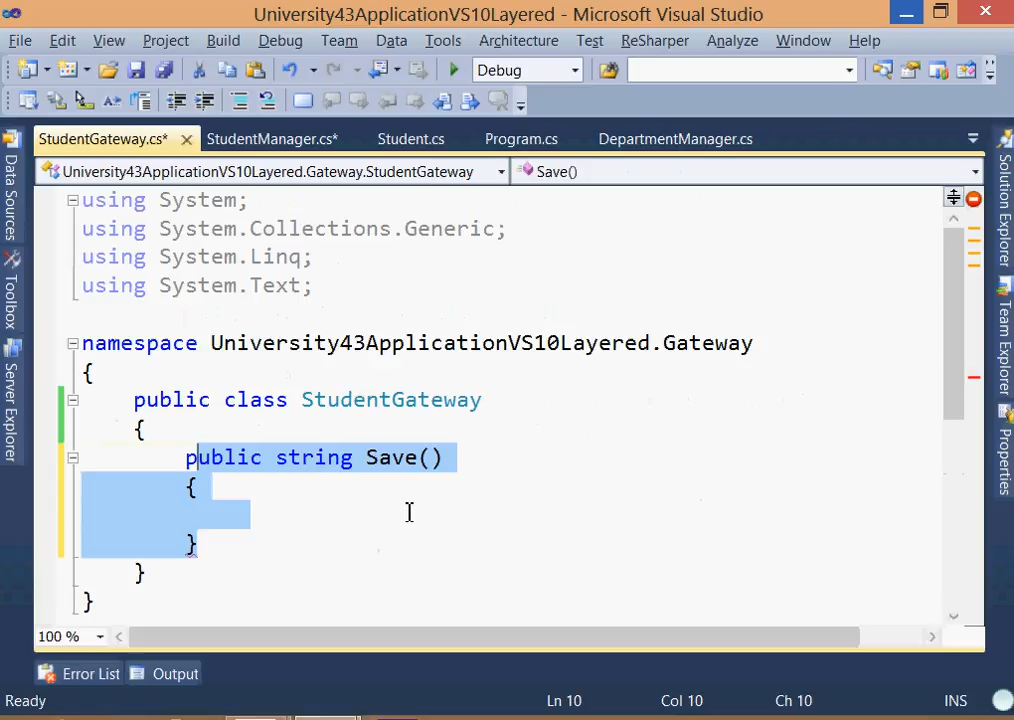 University43ApplicationVS10Layered - Microsoft Visual Studio
File Edit View Project Build Debug Team Data Tools Architecture Test ReSharper Analyze Window Help
Debug
StudentGateway.cs* StudentManager.cs* Student.cs Program.cs DepartmentManager.cs
University43ApplicationVS10Layered.Gateway.StudentGateway Save()
using System;
using System.Collections.Generic;
using System.Linq;
using System.Text;
namespace University43ApplicationVS10Layered.Gateway
{
public class StudentGateway
{
public string Save()
{
}
}
}
100 %
Error List Output
Ready Ln 10 Col 10 Ch 10 INS
Data Sources
Toolbox
Server Explorer
Solution Explorer
Team Explorer
Properties